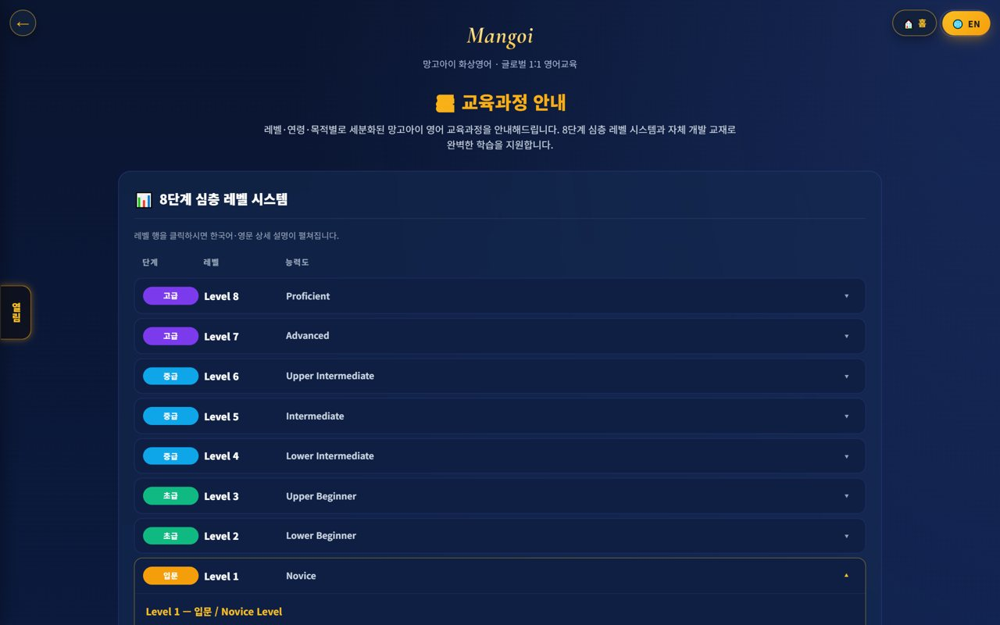 ←
홈
EN
Mangoi
망고아이 화상영어 · 글로벌 1:1 영어교육
교육과정 안내
레벨·연령·목적별로 세분화된 망고아이 영어 교육과정을 안내해드립니다. 8단계 심층 레벨 시스템과 자체 개발 교재로
완벽한 학습을 지원합니다.
8단계 심층 레벨 시스템
레벨 행을 클릭하시면 한국어·영문 상세 설명이 펼쳐집니다.
단계 레벨 능력도
고급 Level 8 Proficient ▼
고급 Level 7 Advanced ▼
중급 Level 6 Upper Intermediate ▼
중급 Level 5 Intermediate ▼
중급 Level 4 Lower Intermediate ▼
초급 Level 3 Upper Beginner ▼
초급 Level 2 Lower Beginner ▼
입문 Level 1 Novice ▲
Level 1 — 입문 / Novice Level
열림